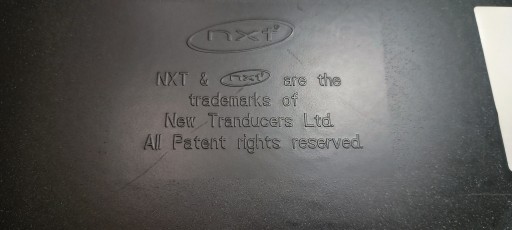 nxt
NXT & nxt are the
trademarks of
New Tranducers Ltd.
All Patent rights reserved.